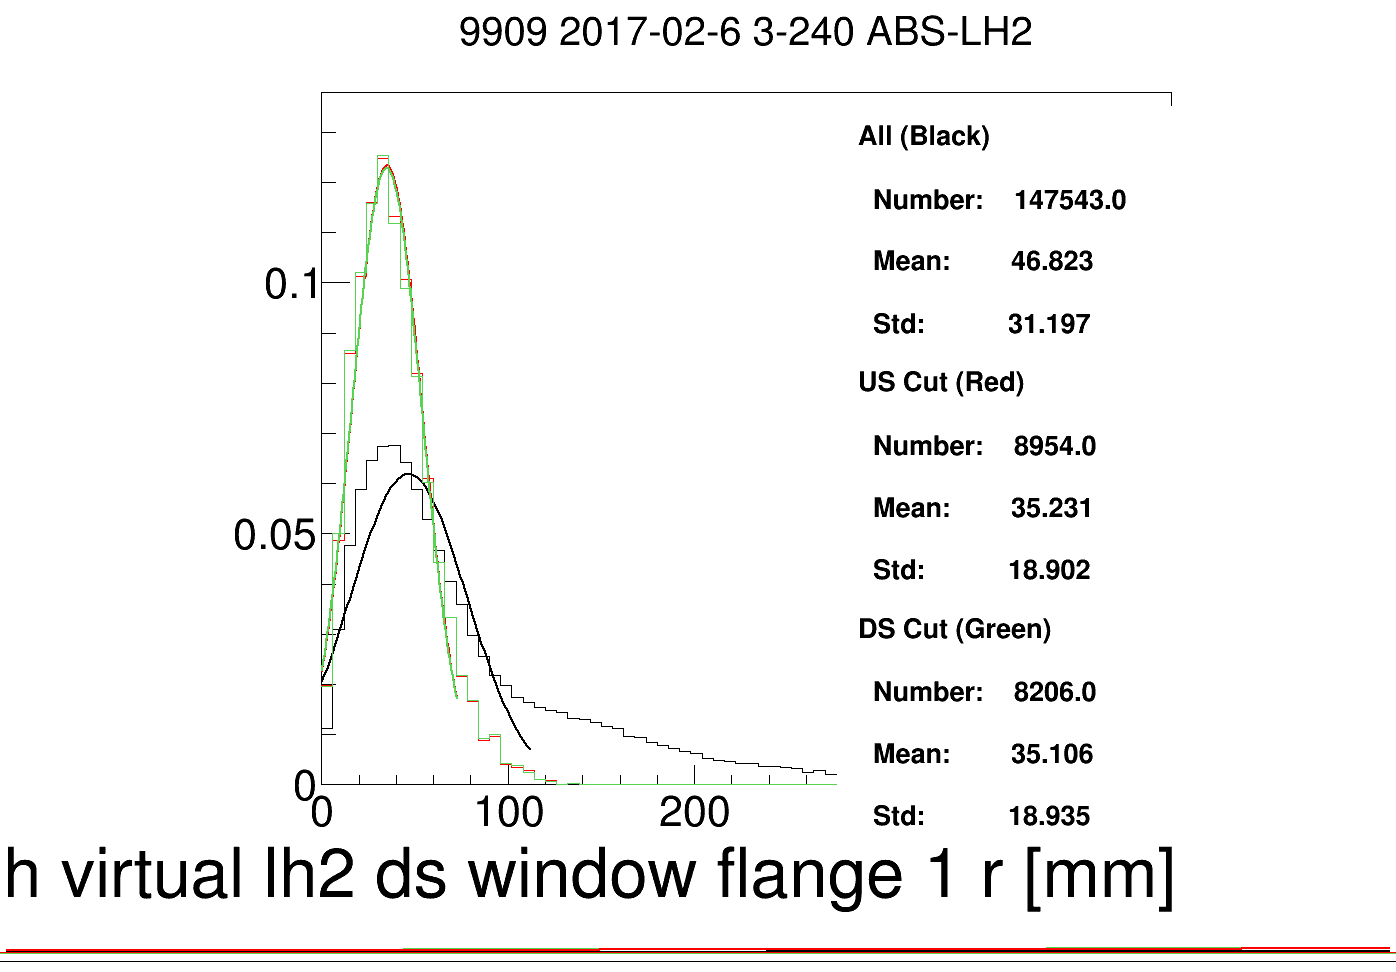 9909 2017-02-6 3-240 ABS-LH2
All (Black)
Number: 147543.0
Mean: 46.823
Std: 31.197
US Cut (Red)
Number: 8954.0
Mean: 35.231
Std: 18.902
DS Cut (Green)
Number: 8206.0
Mean: 35.106
Std: 18.935
0.1
0.05
0
0 100 200
h virtual lh2 ds window flange 1 r [mm]